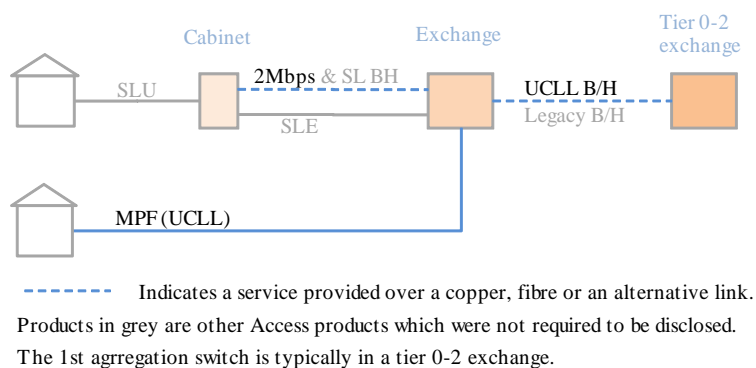 Cabinet
Exchange
Tier 0-2
exchange
SLU
2Mbps & SL BH
SLE
UCLL B/H
Legacy B/H
MPF (UCLL)
Indicates a service provided over a copper, fibre or an alternative link.
Products in grey are other Access products which were not required to be disclosed.
The 1st agrregation switch is typically in a tier 0-2 exchange.